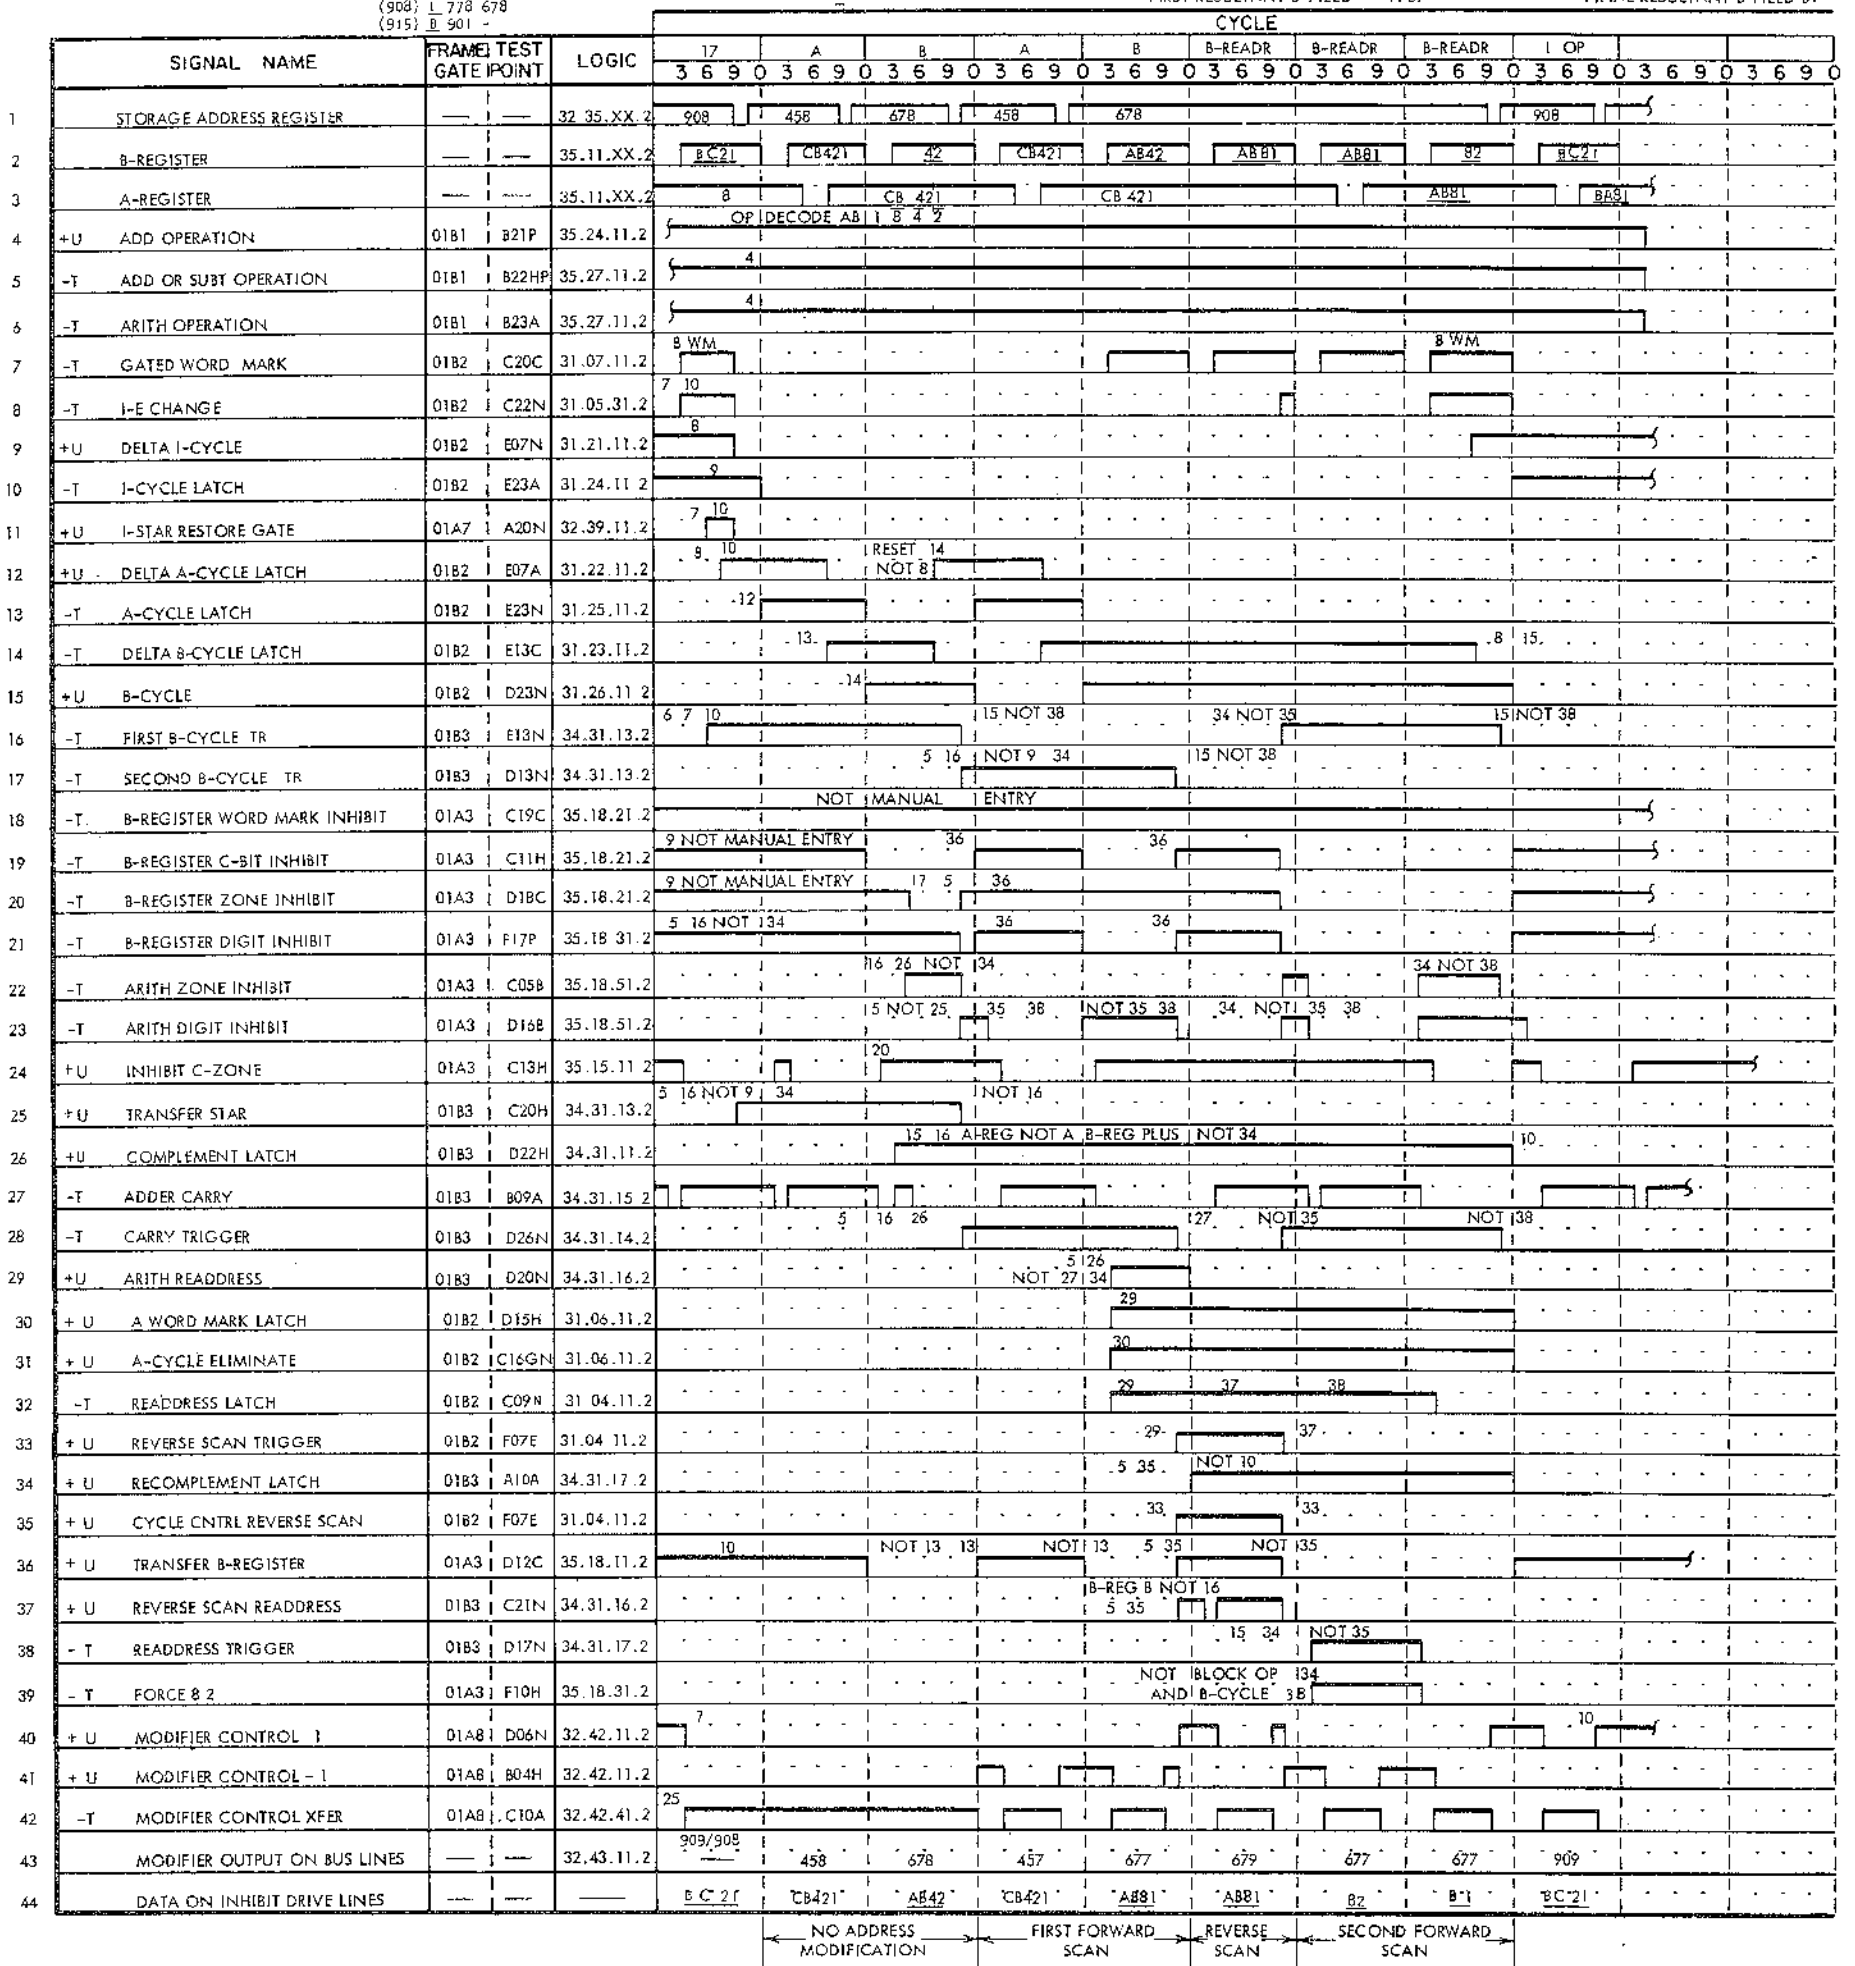 (908) L 778 678
(915) B 901 -
CYCLE
SIGNAL NAME FRAME GATE TEST POINT LOGIC 17 A B A B B-READR B-READR B-READR I OP
3 6 9 0 3 6 9 0 3 6 9 0 3 6 9 0 3 6 9 0 3 6 9 0 3 6 9 0 3 6 9 0 3 6 9 0 3 6 9 0 3 6 9 0
1 STORAGE ADDRESS REGISTER — — 32 35.XX.2 908 458 678 458 678 908
2 B-REGISTER — — 35.11.XX.2 BC21 CB421 42 CB421 AB42 AB81 AB81 82 BC21
3 A-REGISTER — — 35.11.XX.2 8 CB 421 CB 421 AB81 BA81
OP DECODE AB 1 8 4 2
4 +U ADD OPERATION 01B1 B21P 35.24.11.2
5 -T ADD OR SUBT OPERATION 01B1 B22HP 35.27.11.2 4
6 -T ARITH OPERATION 01B1 B23A 35.27.11.2 4
7 -T GATED WORD MARK 01B2 C20C 31.07.11.2 B WM B WM
8 -T I-E CHANGE 01B2 C22N 31.05.31.2 7 10
9 +U DELTA I-CYCLE 01B2 E07N 31.21.11.2 8
10 -T I-CYCLE LATCH 01B2 E23A 31.24.11 2 9
11 +U I-STAR RESTORE GATE 01A7 A20N 32.39.11.2 7 10
12 +U DELTA A-CYCLE LATCH 01B2 E07A 31.22.11.2 8 10 RESET 14 NOT 8
13 -T A-CYCLE LATCH 01B2 E23N 31.25.11.2 12
14 -T DELTA B-CYCLE LATCH 01B2 E13C 31.23.11.2 13 8 15
15 +U B-CYCLE 01B2 D23N 31.26.11 2 14
16 -T FIRST B-CYCLE TR 01B3 E13N 34.31.13.2 6 7 10 15 NOT 38 34 NOT 35 15 NOT 38
17 -T SECOND B-CYCLE TR 01B3 D13N 34.31.13.2 5 16 NOT 9 34 15 NOT 38
18 -T B-REGISTER WORD MARK INHIBIT 01A3 C19C 35.18.21.2 NOT MANUAL ENTRY
19 -T B-REGISTER C-BIT INHIBIT 01A3 C11H 35.18.21.2 9 NOT MANUAL ENTRY 36 36
20 -T B-REGISTER ZONE INHIBIT 01A3 D18C 35.18.21.2 9 NOT MANUAL ENTRY 17 5 36
21 -T B-REGISTER DIGIT INHIBIT 01A3 F17P 35.18 31.2 5 16 NOT 34 36 36
22 -T ARITH ZONE INHIBIT 01A3 C05B 35.18.51.2 16 26 NOT 34 34 NOT 38
23 -T ARITH DIGIT INHIBIT 01A3 D16B 35.18.51.2 5 NOT 25 35 38 NOT 35 38 34 NOT 35 38
24 +U INHIBIT C-ZONE 01A3 C13H 35.15.11 2 20
25 +U TRANSFER STAR 01B3 C20H 34.31.13.2 5 16 NOT 9 34 NOT 16
26 +U COMPLEMENT LATCH 01B3 D22H 34.31.11.2 15 16 A-REG NOT A B-REG PLUS NOT 34 10
27 -T ADDER CARRY 01B3 B09A 34.31.15 2
28 -T CARRY TRIGGER 01B3 D26N 34.31.14.2 5 16 26 27 NOT 35 NOT 38
29 +U ARITH READDRESS 01B3 D20N 34.31.16.2 5 26 NOT 27 34
30 + U A WORD MARK LATCH 01B2 D15H 31.06.11.2 29
31 + U A-CYCLE ELIMINATE 01B2 C16GN 31.06.11.2 30
32 -T READDRESS LATCH 01B2 C09N 31 04.11.2 29 37 38
33 + U REVERSE SCAN TRIGGER 01B2 F07E 31.04 11.2 29 37
34 + U RECOMPLEMENT LATCH 01B3 A10A 34.31.17.2 5 35 NOT 10
35 + U CYCLE CNTRL REVERSE SCAN 01B2 F07E 31.04.11.2 33 33
36 + U TRANSFER B-REGISTER 01A3 D12C 35.18.11.2 10 NOT 13 13 NOT 13 5 35 NOT 35
37 + U REVERSE SCAN READDRESS 01B3 C21N 34.31.16.2 B-REG B NOT 16 5 35
38 - T READDRESS TRIGGER 01B3 D17N 34.31.17.2 15 34 NOT 35
39 - T FORCE 8 2 01A3 F10H 35.18.31.2 NOT BLOCK OP 34 AND B-CYCLE 38
40 + U MODIFIER CONTROL 1 01A8 D06N 32.42.11.2 7 10
41 + U MODIFIER CONTROL - 1 01A8 B04H 32.42.11.2
42 -T MODIFIER CONTROL XFER 01A8 C10A 32.42.41.2 25
43 MODIFIER OUTPUT ON BUS LINES — — 32.43.11.2 909/908 458 678 457 677 679 677 677 909
44 DATA ON INHIBIT DRIVE LINES — — — B C 21 CB421 AB42 CB421 AB81 AB81 82 B 1 BC 21
NO ADDRESS MODIFICATION FIRST FORWARD SCAN REVERSE SCAN SECOND FORWARD SCAN